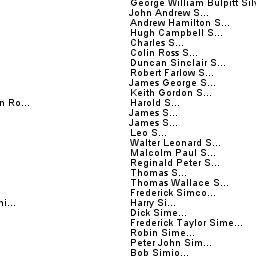 George William Bulpitt Silv
John Andrew S...
Andrew Hamilton S...
Hugh Campbell S...
Charles S...
Colin Ross S...
Duncan Sinclair S...
Robert Farlow S...
James George S...
Keith Gordon S...
n Ro... Harold S...
James S...
James S...
Leo S...
Walter Leonard S...
Malcolm Paul S...
Reginald Peter S...
Thomas S...
Thomas Wallace S...
Frederick Simco...
ni... Harry Si...
Dick Sime...
Frederick Taylor Sime...
Robin Sime...
Peter John Sim...
Bob Simio...